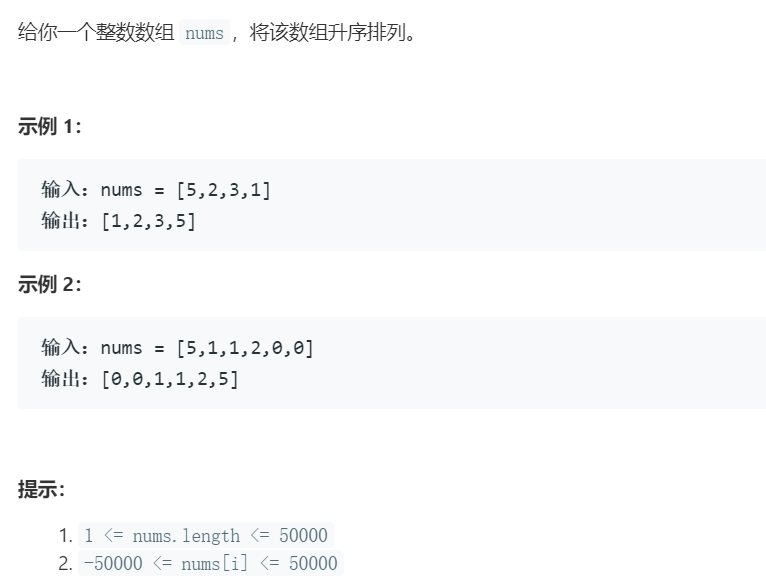 给你一个整数数组 nums，将该数组升序排列。
示例 1：
输入：nums = [5,2,3,1]
输出：[1,2,3,5]
示例 2：
输入：nums = [5,1,1,2,0,0]
输出：[0,0,1,1,2,5]
提示：
1. 1 <= nums.length <= 50000
2. -50000 <= nums[i] <= 50000